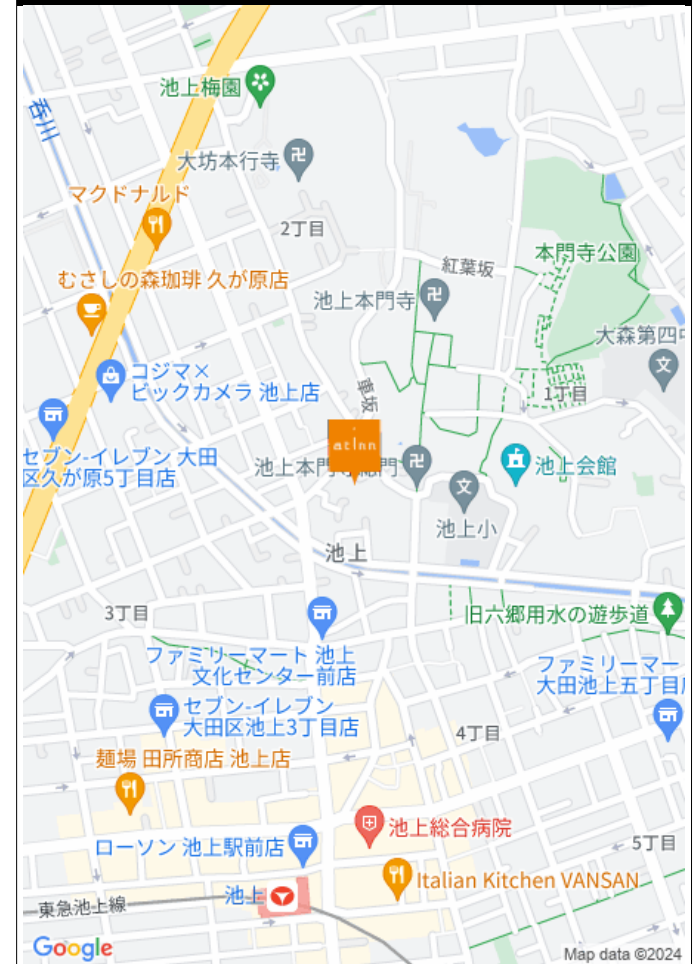 池上梅園
呑川
大坊本行寺
マクドナルド
2丁目
紅葉坂
本門寺公園
むさしの森珈琲 久が原店
池上本門寺
大森第四中
コジマ×
ビックカメラ 池上店
車坂
1丁目
atinn
セブン-イレブン 大田
区久が原5丁目店
池上本門寺総門
池上会館
池上小
池上
3丁目
旧六郷用水の遊歩道
ファミリーマート 池上
文化センター前店
ファミリーマー
大田池上五丁目
セブン-イレブン
大田区池上3丁目店
4丁目
麺場 田所商店 池上店
池上総合病院
ローソン 池上駅前店
5丁目
Italian Kitchen VANSAN
池上
東急池上線
Google
Map data ©2024